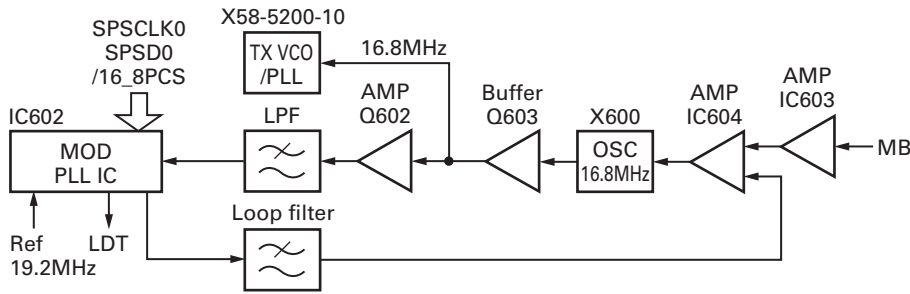 X58-5200-10
SPSCLK0
SPSD0
/16_8PCS
TX VCO
/PLL
16.8MHz
AMP
Q602
Buffer
Q603
X600
AMP
IC604
AMP
IC603
IC602
LPF
MOD
PLL IC
OSC
16.8MHz
MB
Ref
19.2MHz
LDT
Loop filter